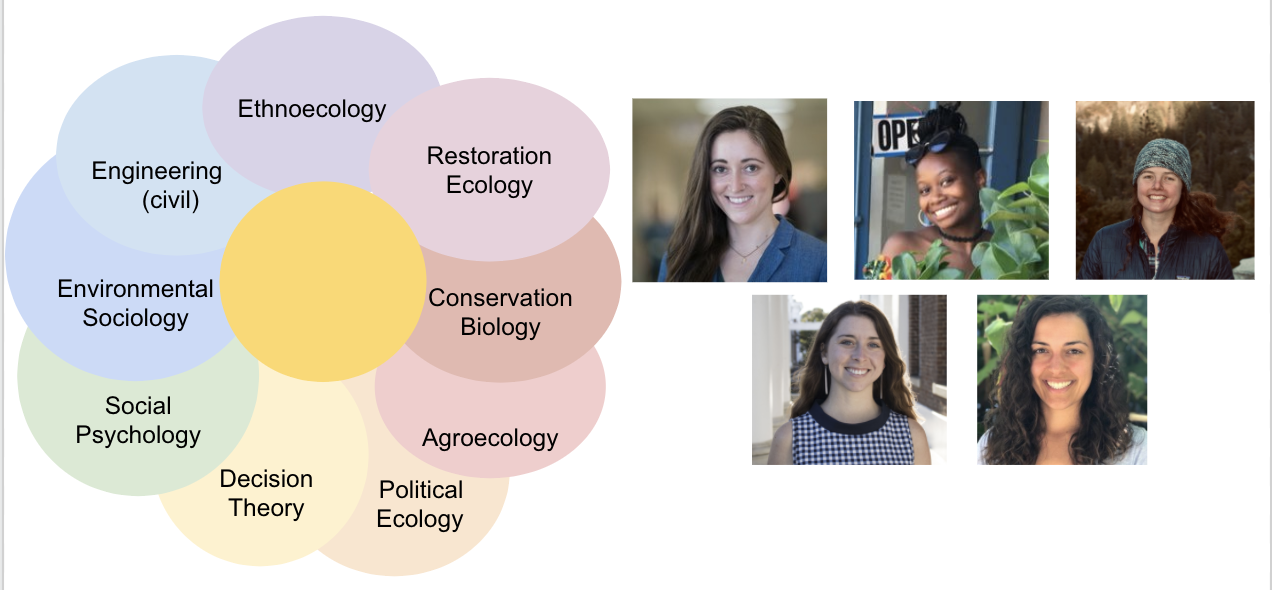 Ethnoecology
Restoration
Ecology
Engineering
(civil)
Environmental
Sociology
Conservation
Biology
Social
Psychology
Agroecology
Decision
Theory
Political
Ecology
OPE